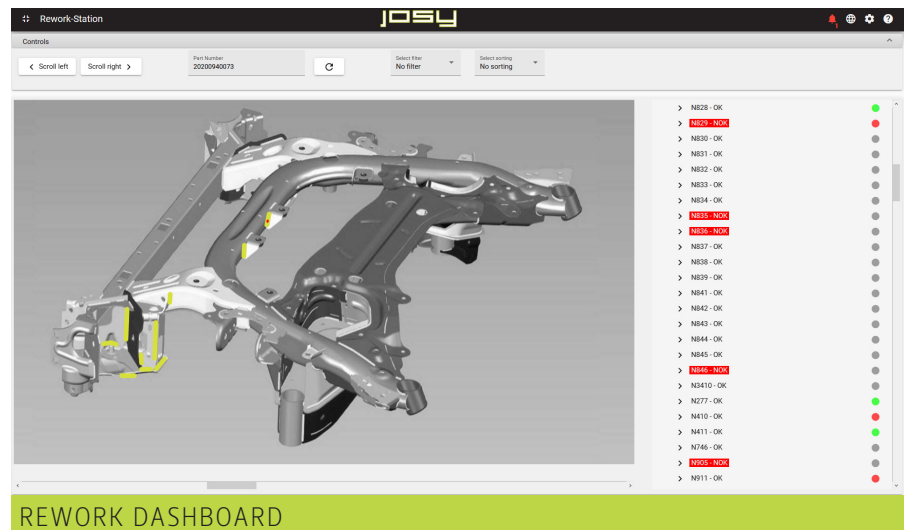 Rework-Station
josy
1
Controls
Scroll left
Scroll right
Part Number
20200940073
Select filter
No filter
Select sorting
No sorting
N828 - OK
N829 - NOK
N830 - OK
N831 - OK
N832 - OK
N833 - OK
N834 - OK
N835 - NOK
N836 - NOK
N837 - OK
N838 - OK
N839 - OK
N841 - OK
N842 - OK
N843 - OK
N844 - OK
N845 - OK
N846 - NOK
N3410 - OK
N277 - OK
N410 - OK
N411 - OK
N746 - OK
N905 - NOK
N911 - OK
REWORK DASHBOARD